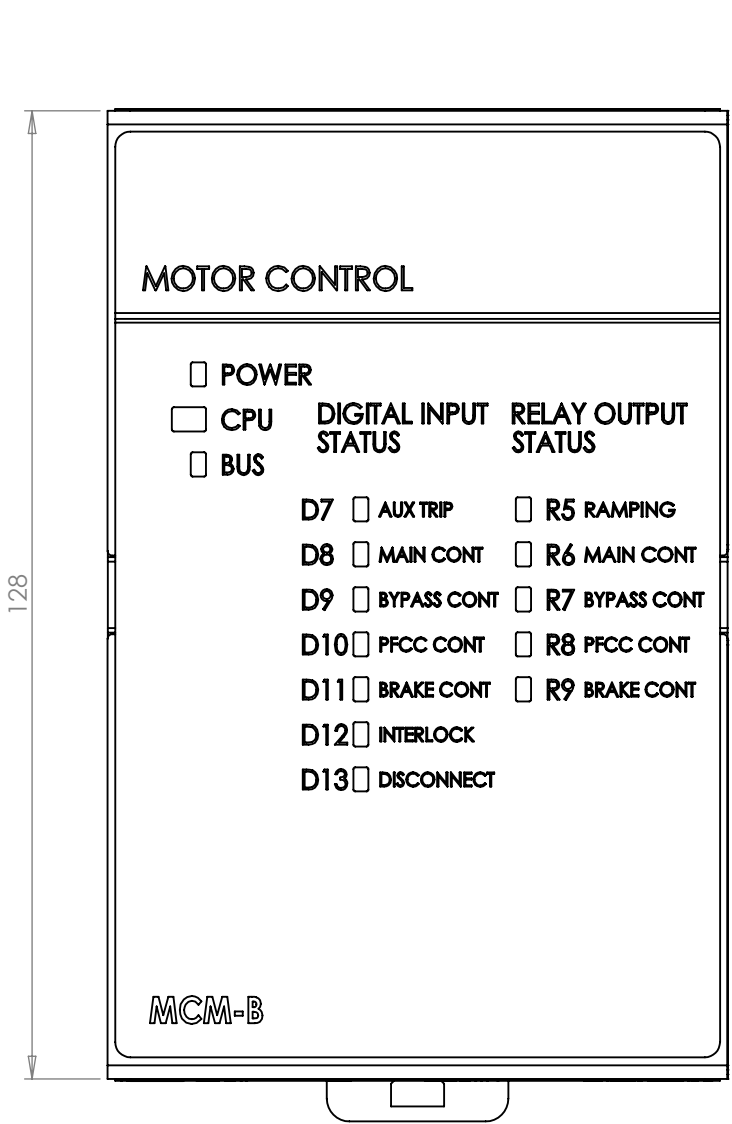 MOTOR CONTROL
POWER
CPU
BUS
DIGITAL INPUT
STATUS
RELAY OUTPUT
STATUS
D7 AUX TRIP
R5 RAMPING
D8 MAIN CONT
R6 MAIN CONT
D9 BYPASS CONT
R7 BYPASS CONT
D10 PFCC CONT
R8 PFCC CONT
D11 BRAKE CONT
R9 BRAKE CONT
D12 INTERLOCK
D13 DISCONNECT
128
MCM-B